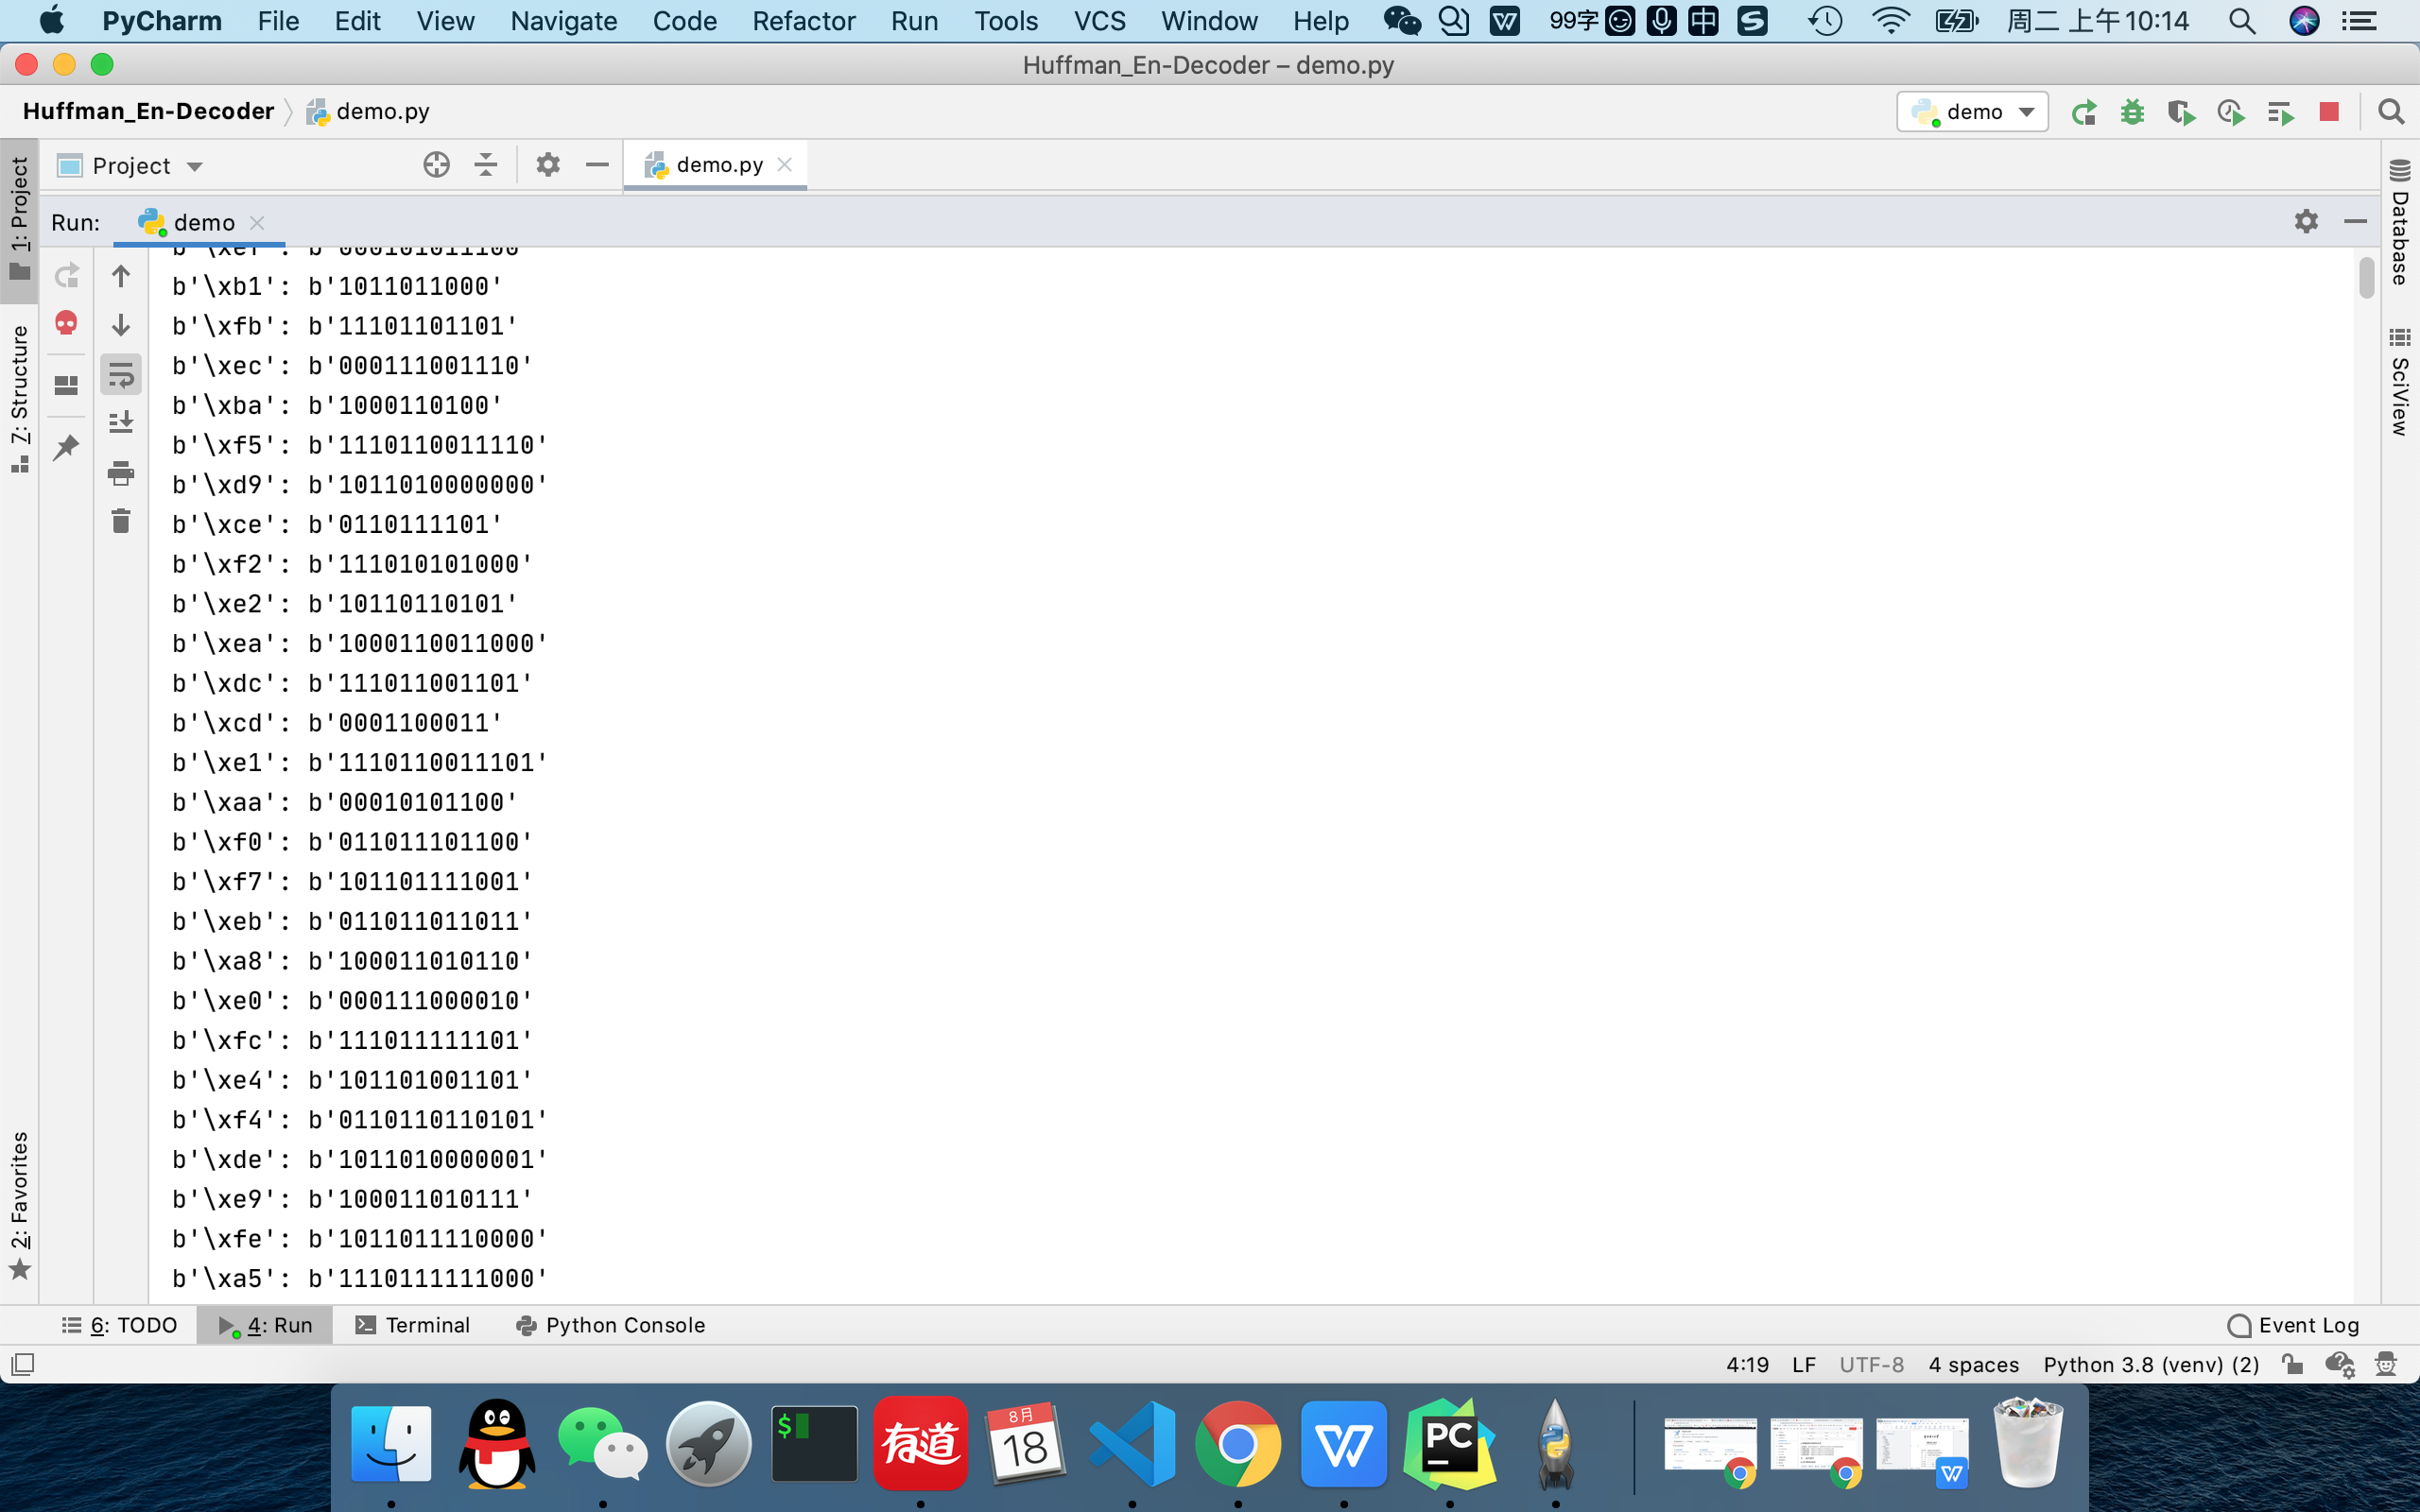 PyCharm File Edit View Navigate Code Refactor Run Tools VCS Window Help 99字 中 S 周二 上午10:14
Huffman_En-Decoder – demo.py
Huffman_En-Decoder demo.py demo
1: Project
Project demo.py
Database
Run: demo
b'\xef': b'000101011100'
b'\xb1': b'1011011000'
b'\xfb': b'11101101101'
b'\xec': b'000111001110'
b'\xba': b'1000110100'
b'\xf5': b'1110110011110'
b'\xd9': b'1011010000000'
b'\xce': b'0110111101'
b'\xf2': b'111010101000'
b'\xe2': b'10110110101'
b'\xea': b'1000110011000'
b'\xdc': b'111011001101'
b'\xcd': b'0001100011'
b'\xe1': b'1110110011101'
b'\xaa': b'00010101100'
b'\xf0': b'011011101100'
b'\xf7': b'101101111001'
b'\xeb': b'011011011011'
b'\xa8': b'100011010110'
b'\xe0': b'000111000010'
b'\xfc': b'111011111101'
b'\xe4': b'101101001101'
b'\xf4': b'0110110110101'
b'\xde': b'1011010000001'
b'\xe9': b'100011010111'
b'\xfe': b'1011011110000'
b'\xa5': b'1110111111000'
7: Structure
SciView
2: Favorites
6: TODO 4: Run Terminal Python Console Event Log
4:19 LF UTF-8 4 spaces Python 3.8 (venv) (2)
$ 有道 8月 18 W PC